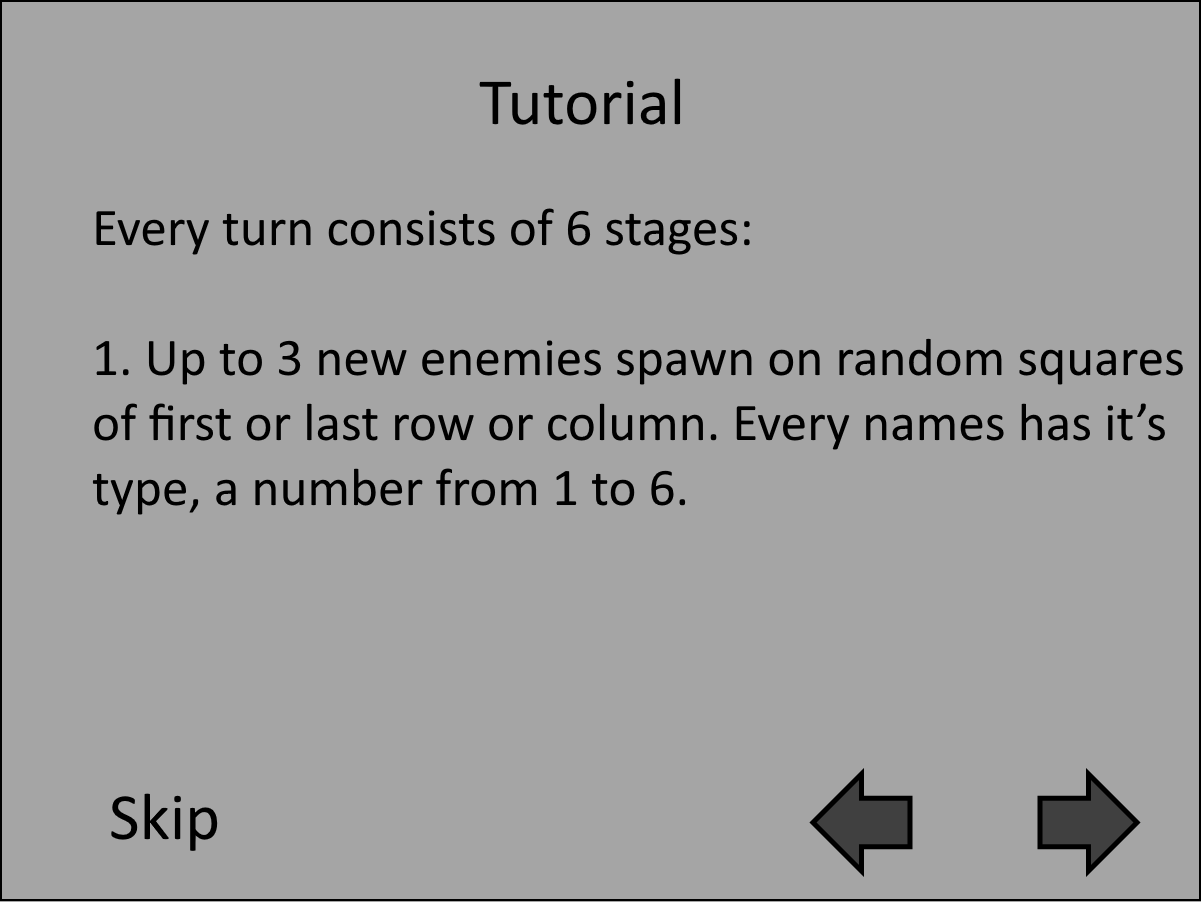 Tutorial
Every turn consists of 6 stages:
1. Up to 3 new enemies spawn on random squares
of first or last row or column. Every names has it’s
type, a number from 1 to 6.
Skip